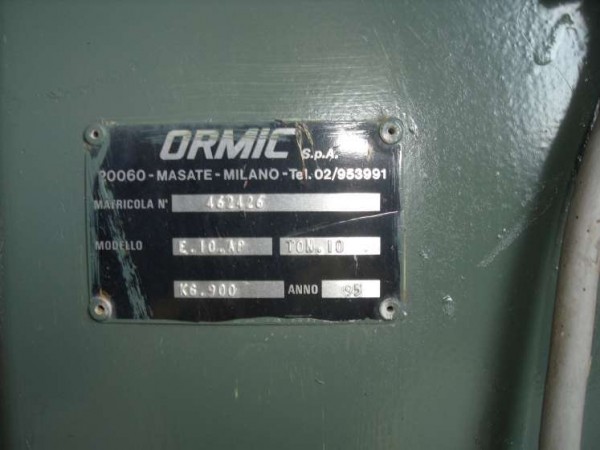 ORMIC S.p.A.
20060-MASATE-MILANO-Tel. 02/953991
MATRICOLA N° 462426
MODELLO E.10.AP TON.10
KG.900 ANNO 95